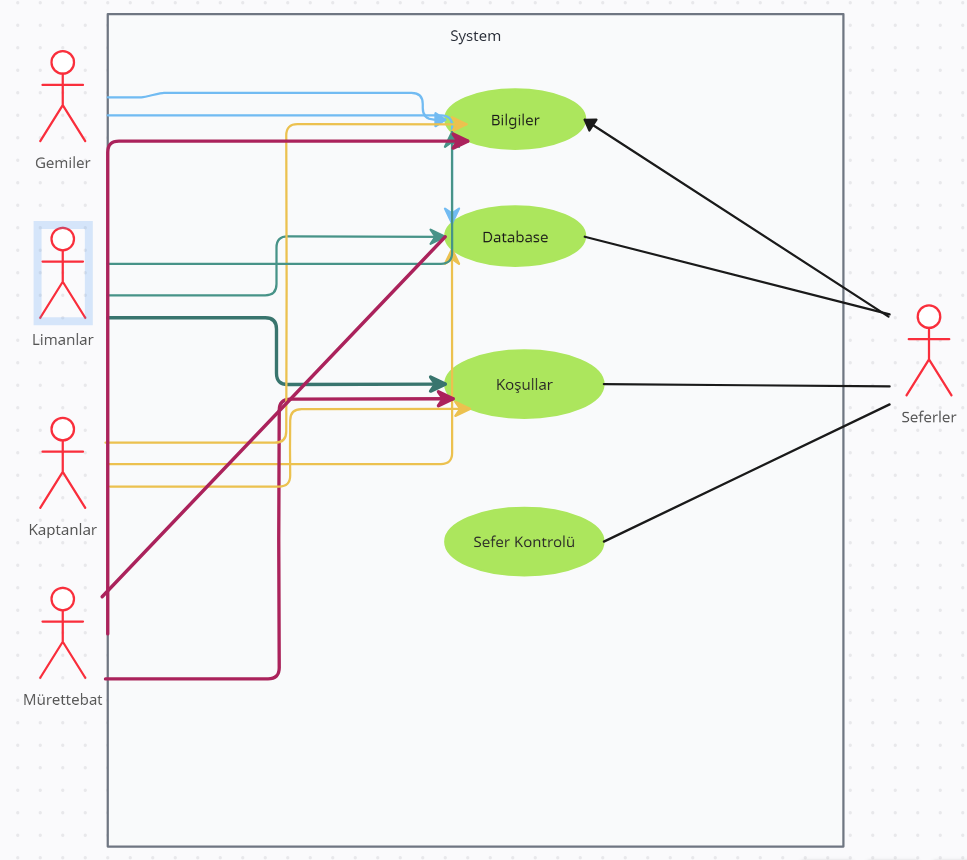 System
Gemiler
Bilgiler
Limanlar
Database
Koşullar
Seferler
Kaptanlar
Sefer Kontrolü
Mürettebat